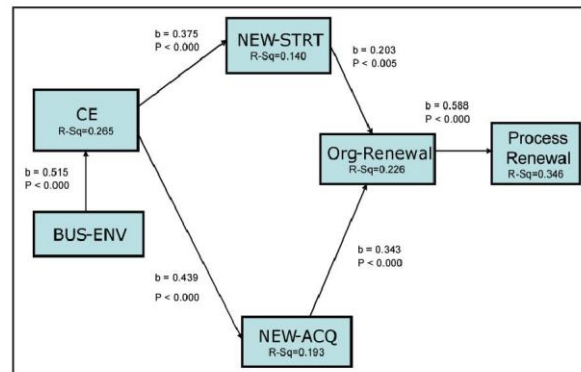 b = 0.375
P < 0.000
NEW-STRT
R-Sq=0.140
b = 0.203
P < 0.005
CE
R-Sq=0.265
b = 0.588
P < 0.000
Org-Renewal
R-Sq=0.226
Process
Renewal
R-Sq=0.346
b = 0.515
P < 0.000
BUS-ENV
b = 0.343
P < 0.000
b = 0.439
P < 0.000
NEW-ACQ
R-Sq=0.193